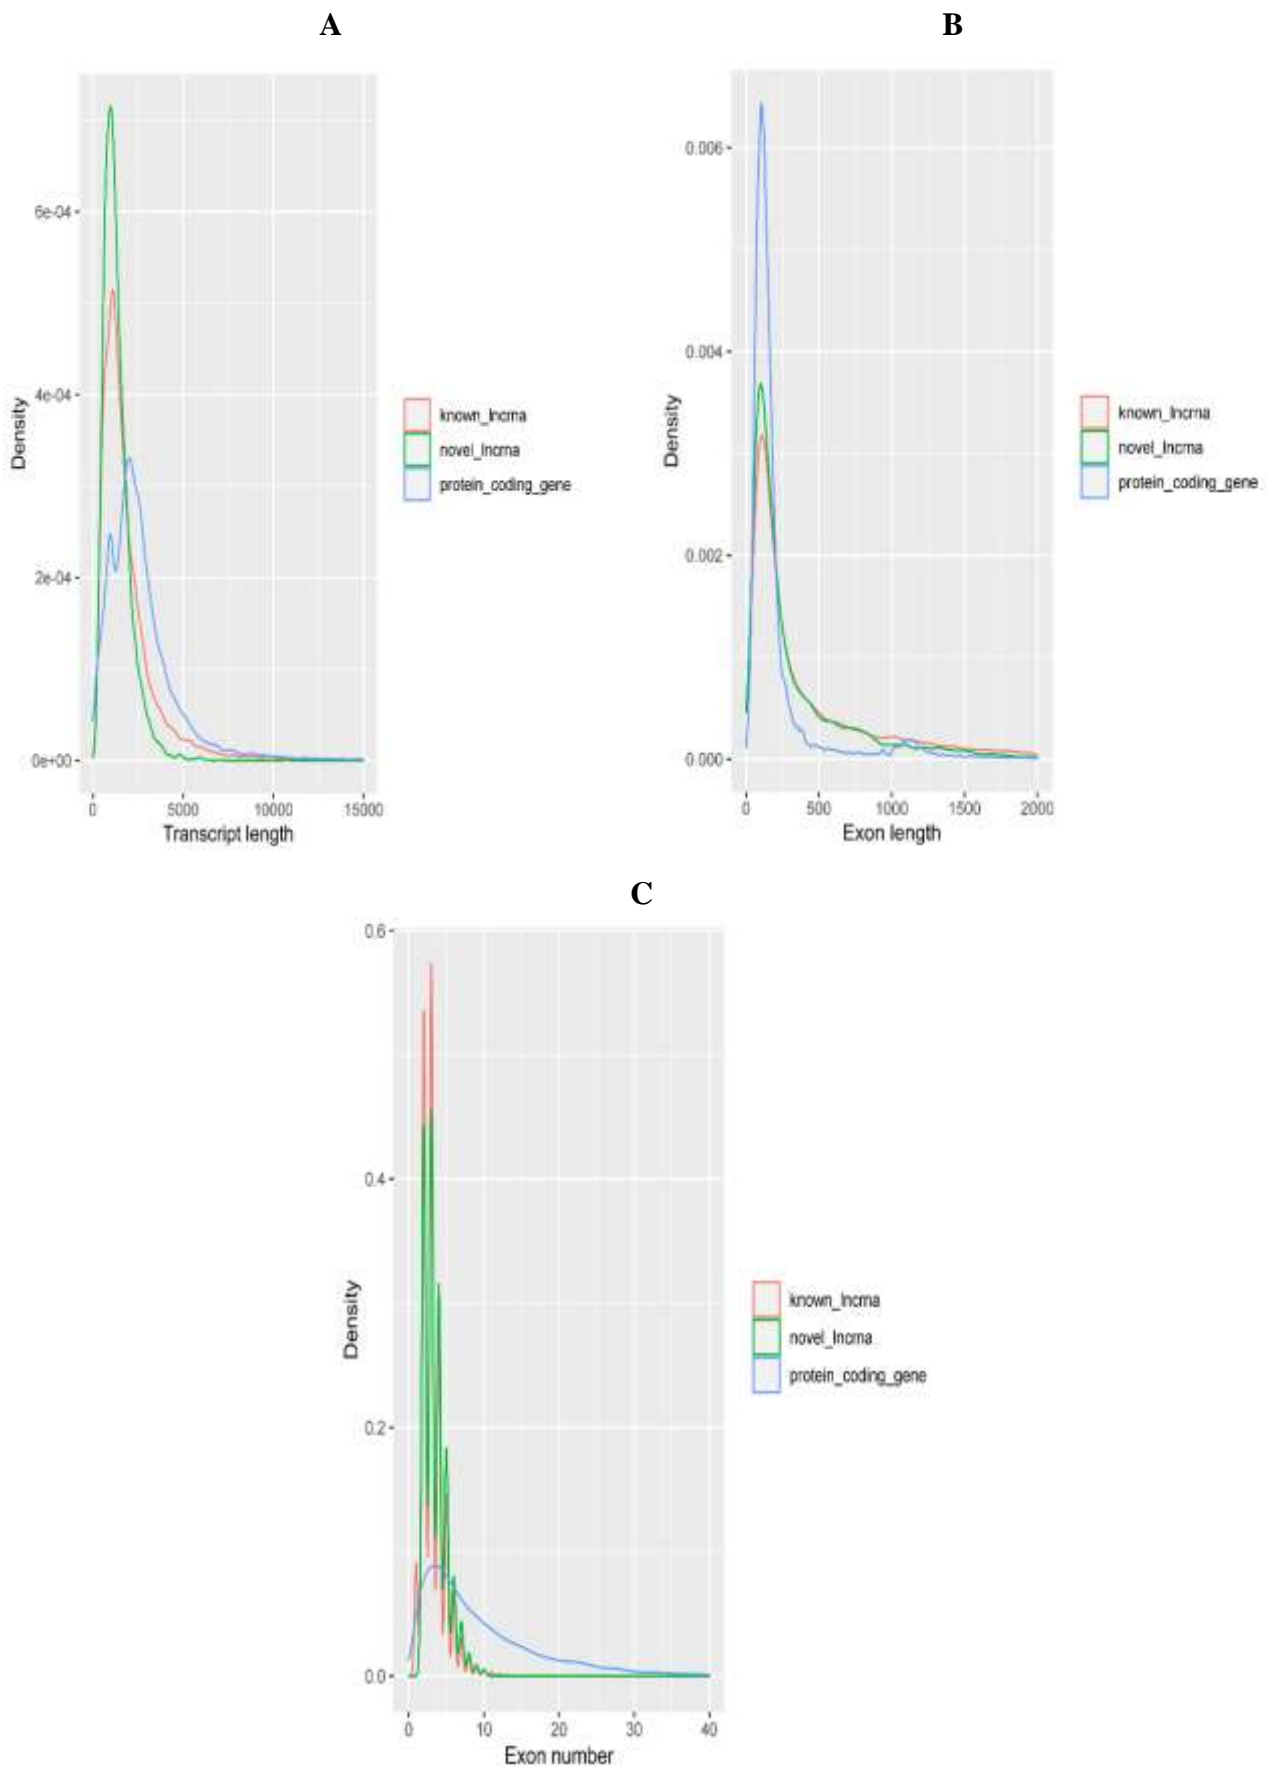 A
B
6e-04
4e-04
2e-04
0e+00
Density
0
5000
10000
15000
Transcript length
known_lncrna
novel_lncrna
protein_coding_gene
0.006
0.004
0.002
0.000
Density
0
500
1000
1500
2000
Exon length
known_lncrna
novel_lncrna
protein_coding_gene
C
0.6
0.4
0.2
0.0
Density
0
10
20
30
40
Exon number
known_lncrna
novel_lncrna
protein_coding_gene